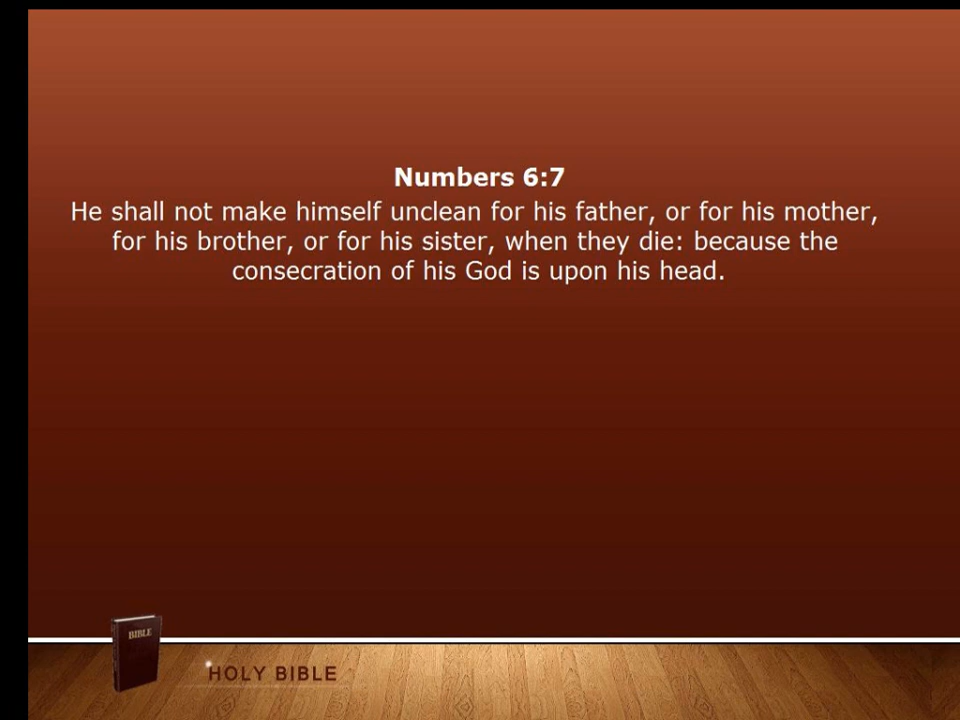 Numbers 6:7
He shall not make himself unclean for his father, or for his mother,
for his brother, or for his sister, when they die: because the
consecration of his God is upon his head.
BIBLE
HOLY BIBLE